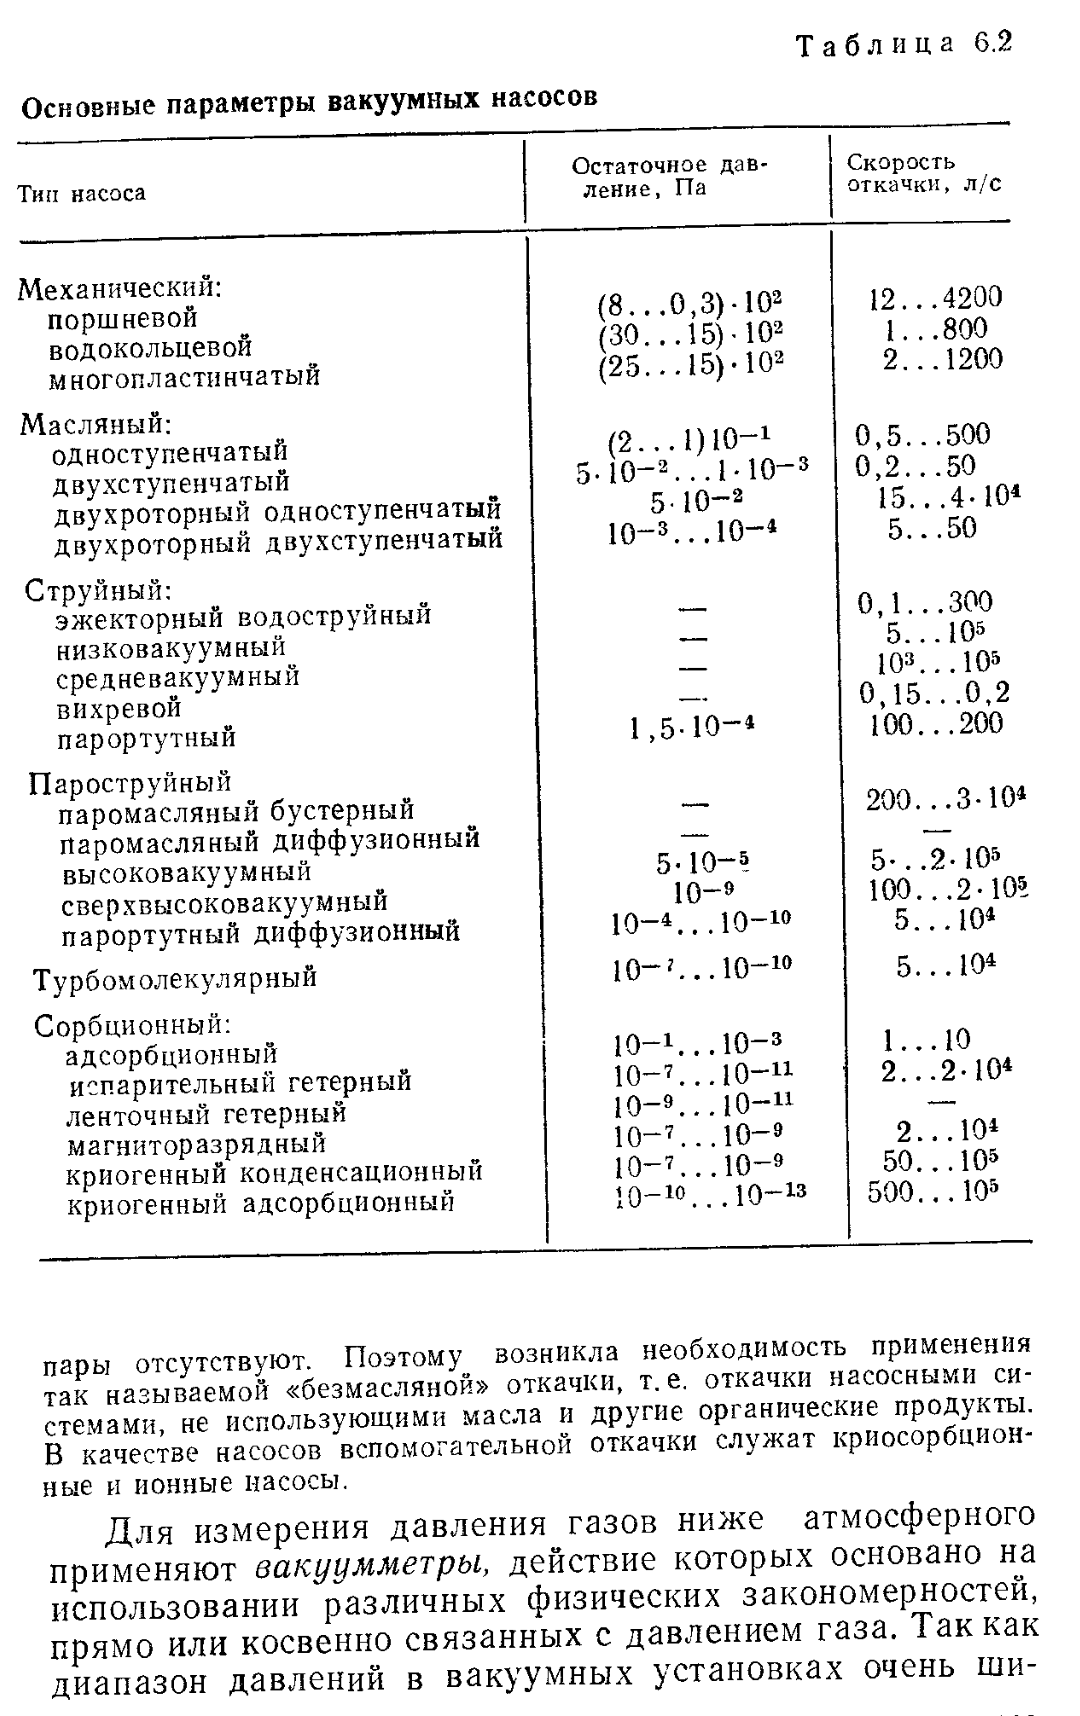 Таблица 6.2
Основные параметры вакуумных насосов
Тип насоса | Остаточное дав-ление, Па | Скорость откачки, л/с
Механический:
поршневой (8...0,3)·10² 12...4200
водокольцевой (30...15)·10² 1...800
многопластинчатый (25...15)·10² 2...1200
Масляный:
одноступенчатый (2...1)10−¹ 0,5...500
двухступенчатый 5·10−²...1·10−³ 0,2...50
двухроторный одноступенчатый 5·10−² 15...4·10⁴
двухроторный двухступенчатый 10−³...10−⁴ 5...50
Струйный:
эжекторный водоструйный — 0,1...300
низковакуумный — 5...10⁵
средневакуумный — 10³...10⁵
вихревой — 0,15...0,2
парортутный 1,5·10−⁴ 100...200
Пароструйный
паромасляный бустерный — 200...3·10⁴
паромасляный диффузионный — —
высоковакуумный 5·10−⁵ 5...2·10⁵
сверхвысоковакуумный 10−⁹ 100...2·10⁵
парортутный диффузионный 10−⁴...10−¹⁰ 5...10⁴
Турбомолекулярный 10−⁷...10−¹⁰ 5...10⁴
Сорбционный:
адсорбционный 10−¹...10−³ 1...10
испарительный гетерный 10−⁷...10−¹¹ 2...2·10⁴
ленточный гетерный 10−⁹...10−¹¹ —
магниторазрядный 10−⁷...10−⁹ 2...10⁴
криогенный конденсационный 10−⁷...10−⁹ 50...10⁵
криогенный адсорбционный 10−¹⁰...10−¹³ 500...10⁵
пары отсутствуют. Поэтому возникла необходимость применения
так называемой «безмасляной» откачки, т.е. откачки насосными си-
стемами, не использующими масла и другие органические продукты.
В качестве насосов вспомогательной откачки служат криосорбцион-
ные и ионные насосы.
Для измерения давления газов ниже атмосферного
применяют вакуумметры, действие которых основано на
использовании различных физических закономерностей,
прямо или косвенно связанных с давлением газа. Так как
диапазон давлений в вакуумных установках очень ши-